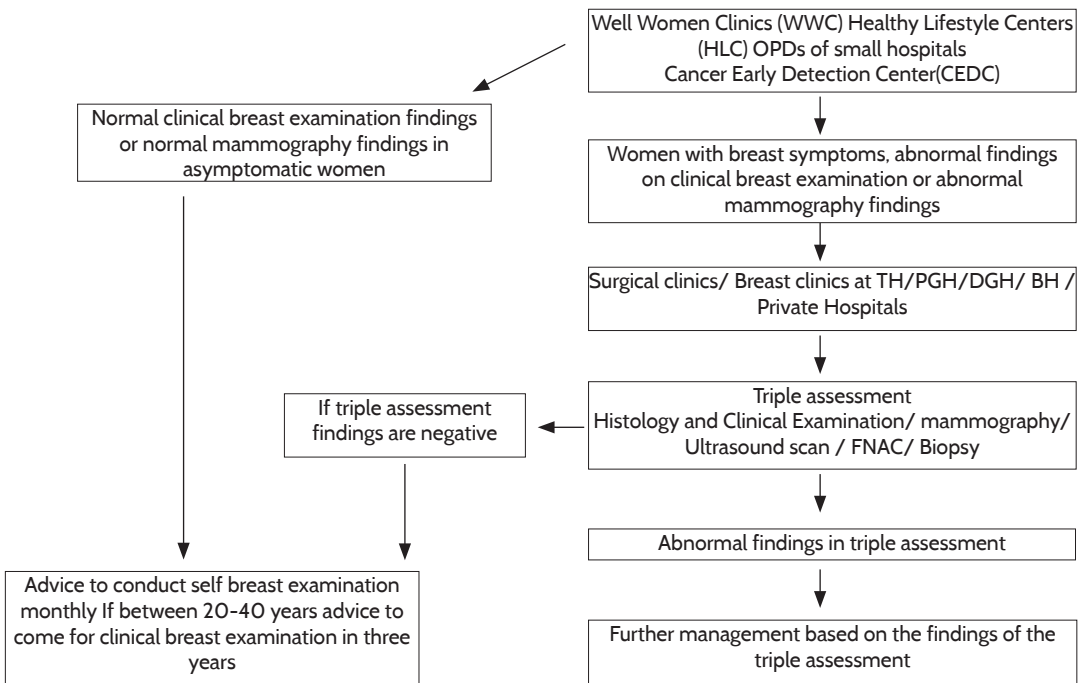 Well Women Clinics (WWC) Healthy Lifestyle Centers
(HLC) OPDs of small hospitals
Cancer Early Detection Center(CEDC)
Normal clinical breast examination findings
or normal mammography findings in
asymptomatic women
Women with breast symptoms, abnormal findings
on clinical breast examination or abnormal
mammography findings
Surgical clinics/ Breast clinics at TH/PGH/DGH/ BH /
Private Hospitals
Triple assessment
Histology and Clinical Examination/ mammography/
Ultrasound scan / FNAC/ Biopsy
If triple assessment
findings are negative
Abnormal findings in triple assessment
Advice to conduct self breast examination
monthly If between 20-40 years advice to
come for clinical breast examination in three
years
Further management based on the findings of the
triple assessment